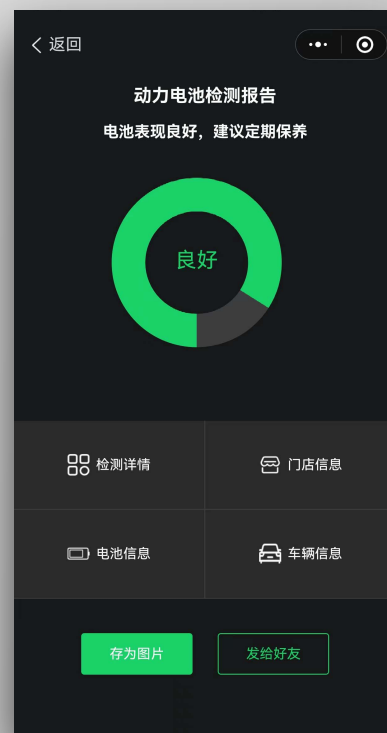 返回
动力电池检测报告
电池表现良好，建议定期保养
良好
检测详情
门店信息
电池信息
车辆信息
存为图片
发给好友